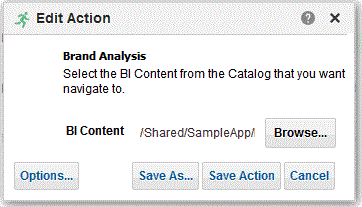 Edit Action
Brand Analysis
Select the BI Content from the Catalog that you want
navigate to.
BI Content /Shared/SampleApp/ Browse...
Options... Save As... Save Action Cancel